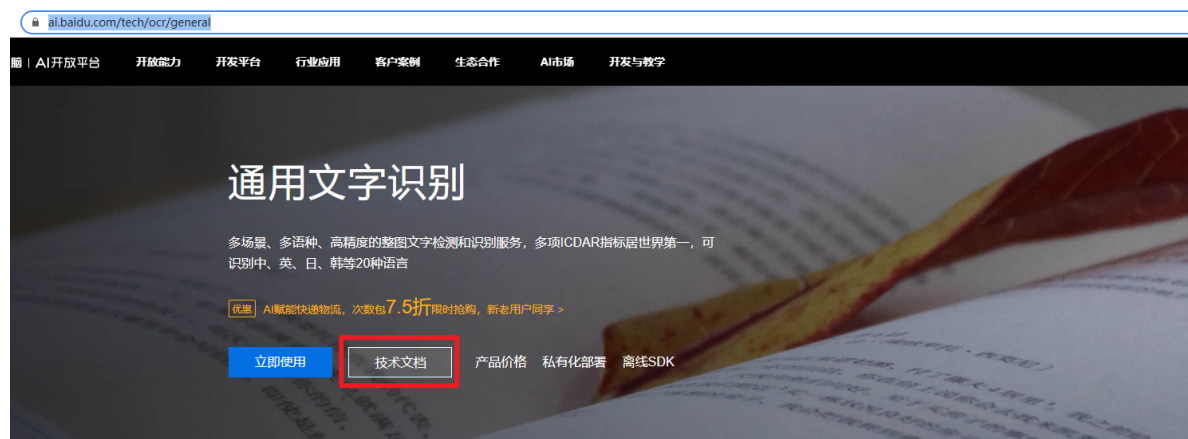 ai.baidu.com/tech/ocr/general
脑 | AI开放平台 开放能力 开发平台 行业应用 客户案例 生态合作 AI市场 开发与教学
通用文字识别
多场景、多语种、高精度的整图文字检测和识别服务，多项ICDAR指标居世界第一，可
识别中、英、日、韩等20种语言
优惠 AI赋能快递物流，次数包7.5折限时抢购，新老用户同享 >
立即使用 技术文档 产品价格 私有化部署 离线SDK